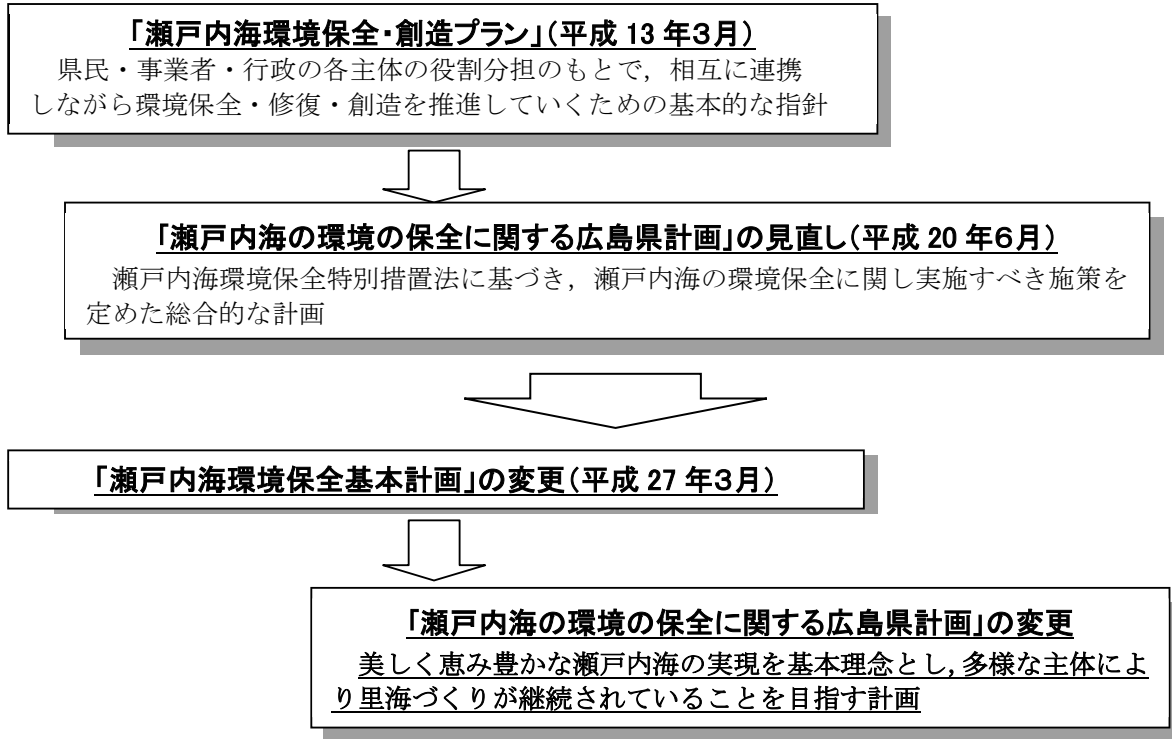 「瀬戸内海環境保全・創造プラン」（平成 13 年３月）
県民・事業者・行政の各主体の役割分担のもとで，相互に連携
しながら環境保全・修復・創造を推進していくための基本的な指針
「瀬戸内海の環境の保全に関する広島県計画」の見直し（平成 20 年６月）
瀬戸内海環境保全特別措置法に基づき，瀬戸内海の環境保全に関し実施すべき施策を
定めた総合的な計画
「瀬戸内海環境保全基本計画」の変更（平成 27 年３月）
「瀬戸内海の環境の保全に関する広島県計画」の変更
美しく恵み豊かな瀬戸内海の実現を基本理念とし，多様な主体によ
り里海づくりが継続されていることを目指す計画